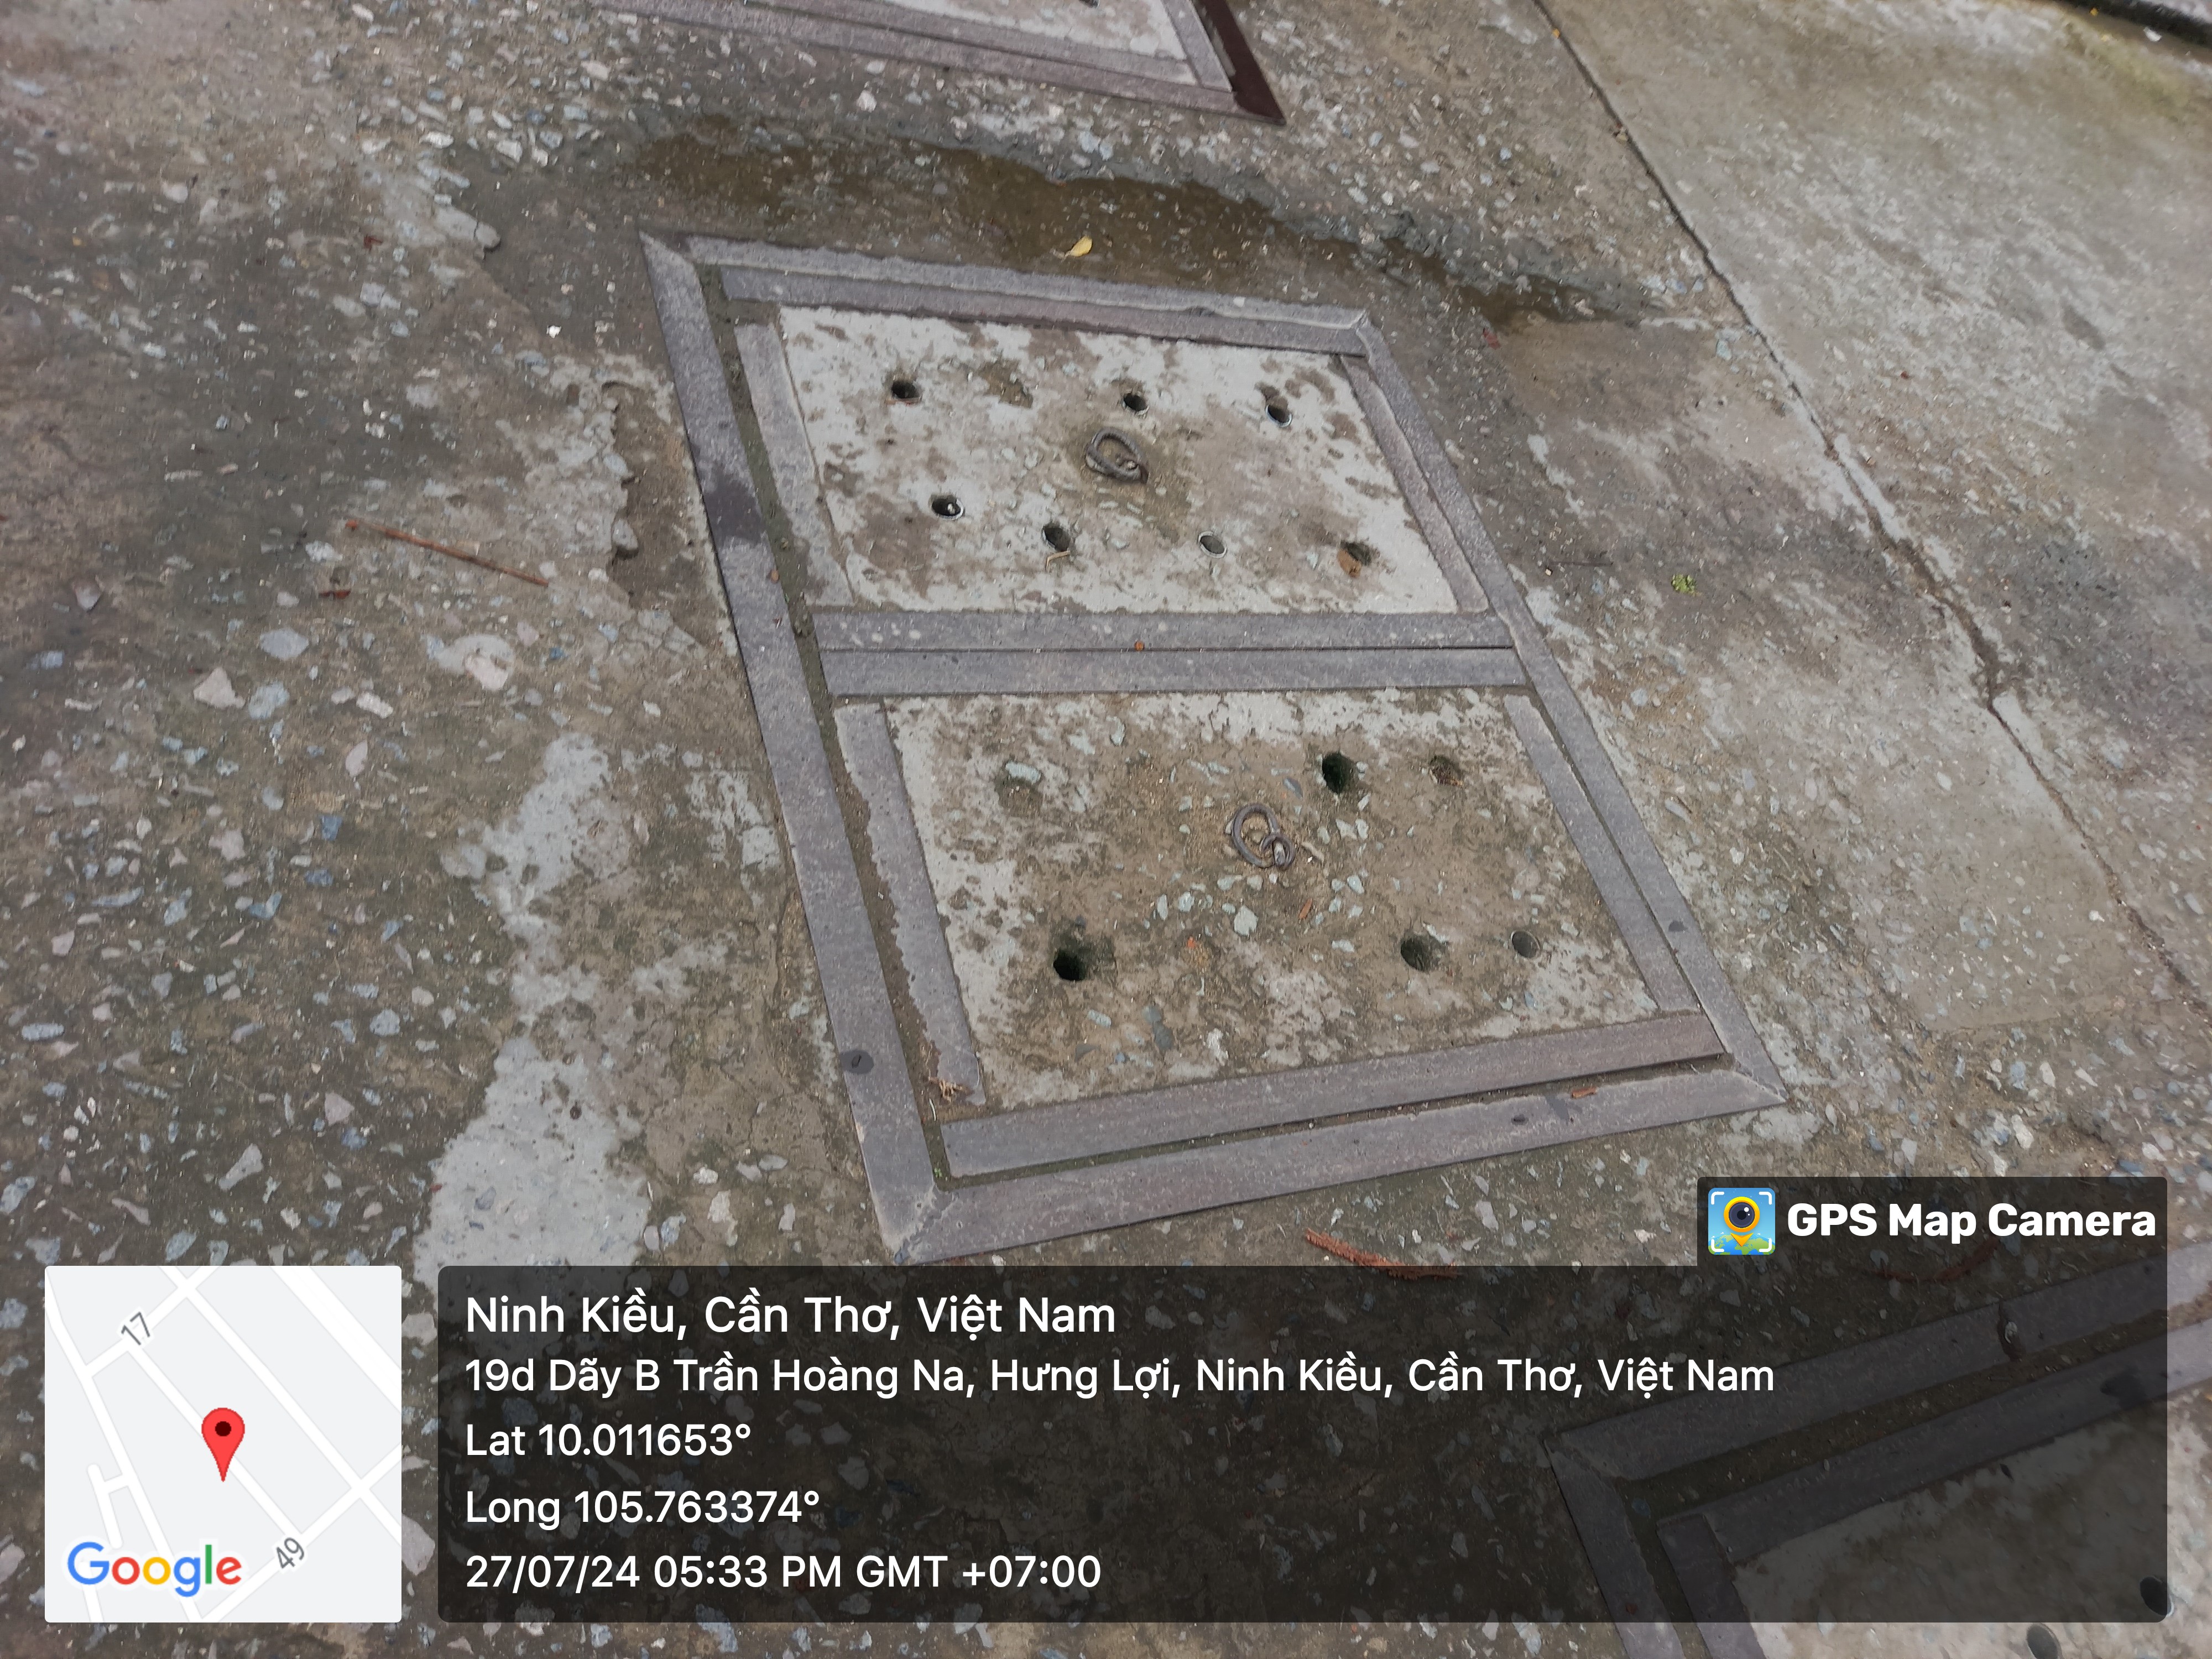 GPS Map Camera
17
49
Google
Ninh Kiều, Cần Thơ, Việt Nam
19d Dãy B Trần Hoàng Na, Hưng Lợi, Ninh Kiều, Cần Thơ, Việt Nam
Lat 10.011653°
Long 105.763374°
27/07/24 05:33 PM GMT +07:00